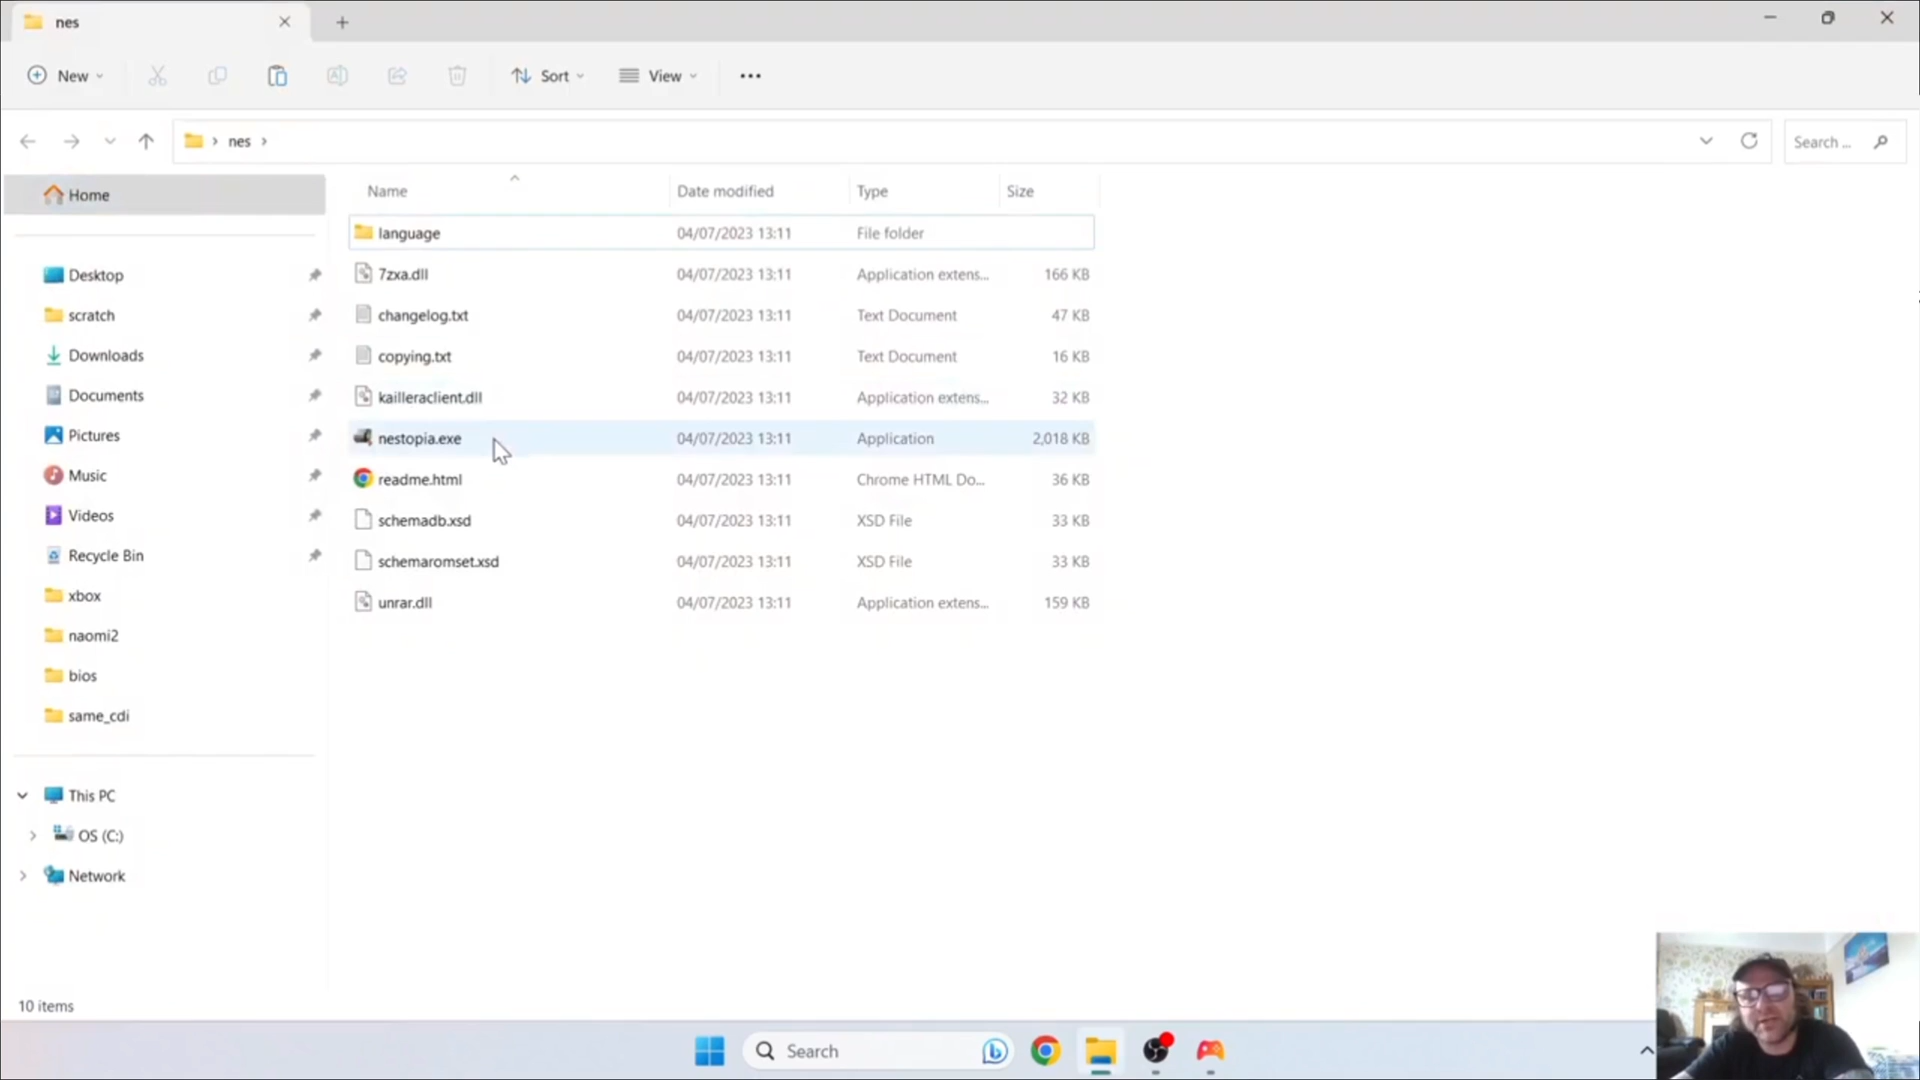 nes
New
Sort
View
nes
Search ...
Home
Desktop
scratch
Downloads
Documents
Pictures
Music
Videos
Recycle Bin
xbox
naomi2
bios
same_cdi
This PC
OS (C:)
Network
Name Date modified Type Size
language 04/07/2023 13:11 File folder
7zxa.dll 04/07/2023 13:11 Application extens... 166 KB
changelog.txt 04/07/2023 13:11 Text Document 47 KB
copying.txt 04/07/2023 13:11 Text Document 16 KB
kailleraclient.dll 04/07/2023 13:11 Application extens... 32 KB
nestopia.exe 04/07/2023 13:11 Application 2,018 KB
readme.html 04/07/2023 13:11 Chrome HTML Do... 36 KB
schemadb.xsd 04/07/2023 13:11 XSD File 33 KB
schemaromset.xsd 04/07/2023 13:11 XSD File 33 KB
unrar.dll 04/07/2023 13:11 Application extens... 159 KB
10 items
Search